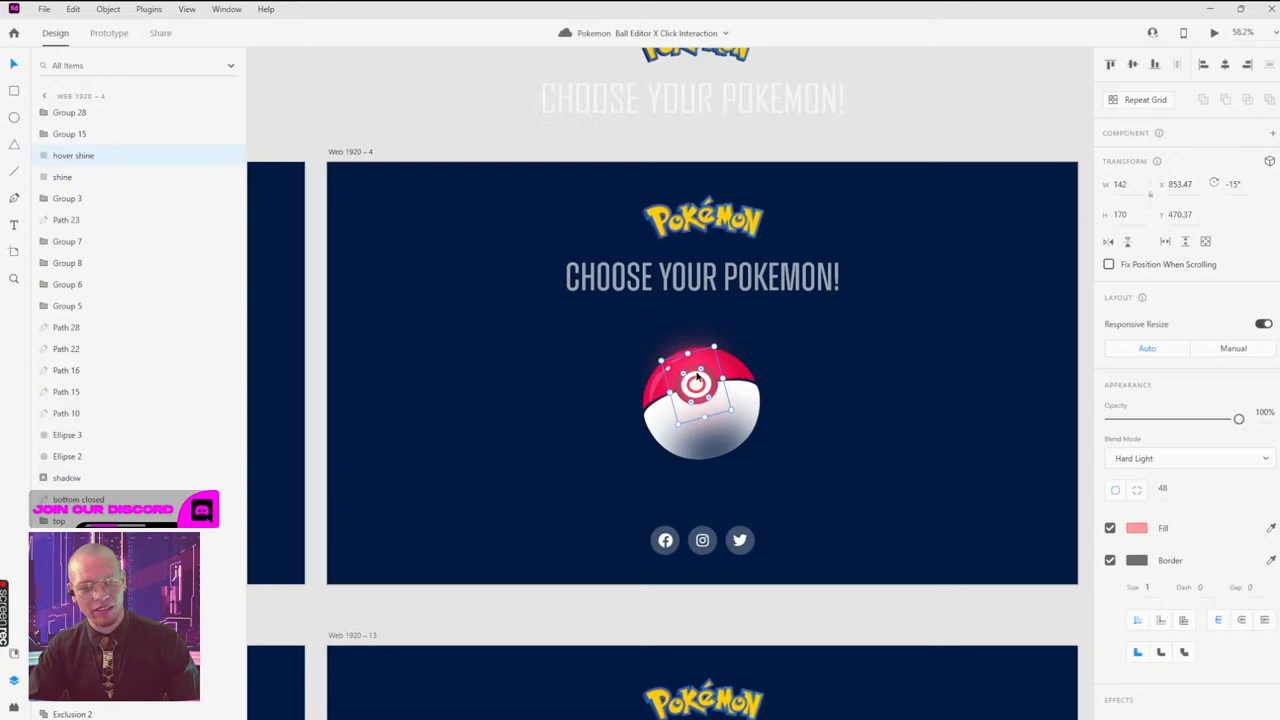 Xd File Edit Object Plugins View Window Help
Design Prototype Share
Pokemon Ball Editor X Click Interaction
58.2%
All Items
WEB 1920 – 4
Group 28
Group 15
hover shine
shine
Group 3
Path 23
Group 7
Group 8
Group 6
Group 5
Path 28
Path 22
Path 16
Path 15
Path 10
Ellipse 3
Ellipse 2
shadow
bottom closed
JOIN OUR DISCORD
top
screenrec
Exclusion 2
CHOOSE YOUR POKEMON!
Web 1920 – 4
POKéMON
CHOOSE YOUR POKEMON!
Web 1920 – 13
POKéMON
Repeat Grid
COMPONENT
TRANSFORM
W 142 X 853.47 -15°
H 170 Y 470.37
Fix Position When Scrolling
LAYOUT
Responsive Resize
Auto Manual
APPEARANCE
Opacity
100%
Blend Mode
Hard Light
48
Fill
Border
Size 1 Dash 0 Gap 0
EFFECTS